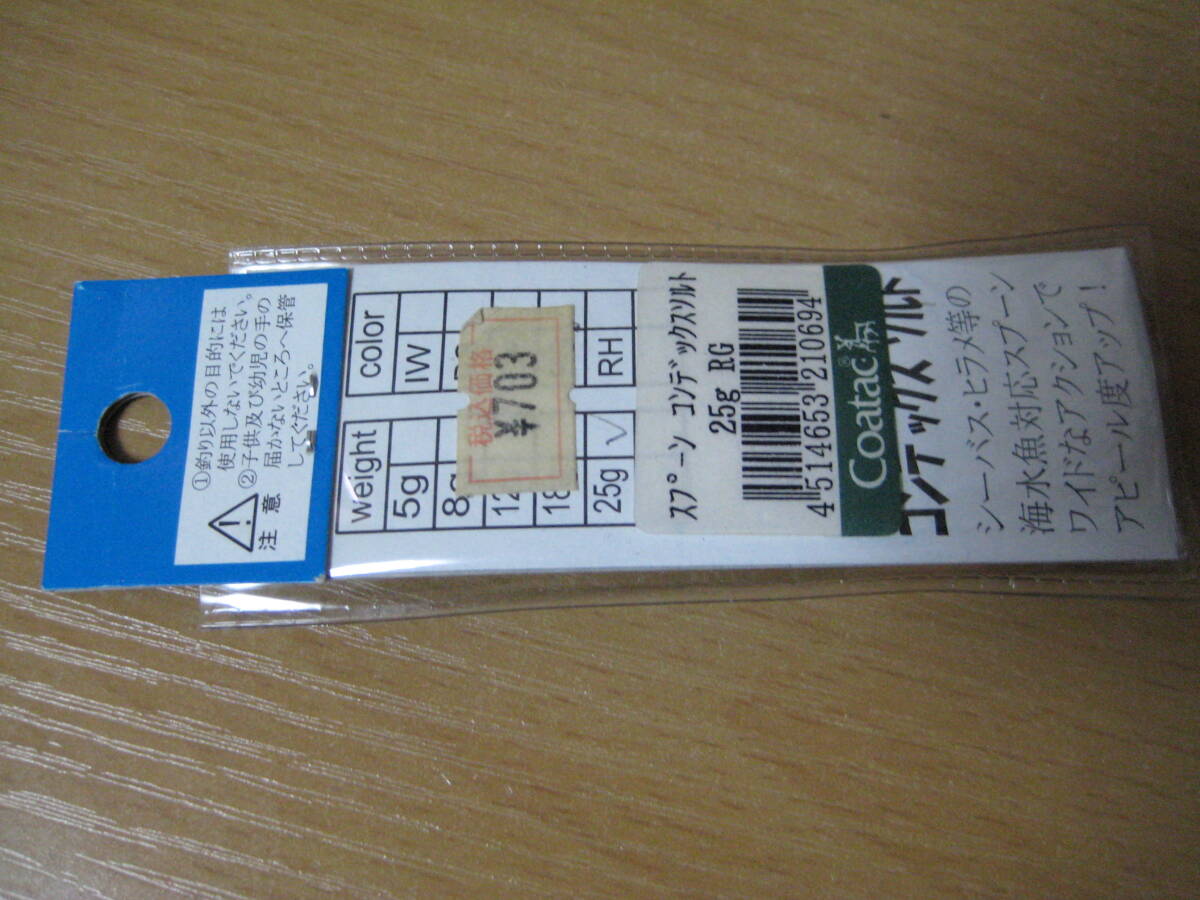 ①釣り以外の目的には
使用しないでください。
②子供及び幼児の手の
届かないところへ保管
してください。
注意
weight
color
5g
IW
25g
RH
税込価格
¥703
スプーン コンデックスソルト
25g RG
4 514653 210694
Coatac
コンデックス ソルト
シーバス・ヒラメ等の
海水魚対応スプーン
ワイドなアクションで
アピール度アップ！